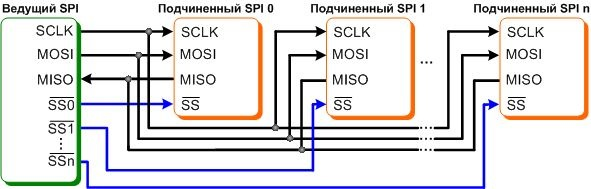 Ведущий SPI
SCLK
MOSI
MISO
SS0
SS1
⋮
SSn
Подчиненный SPI 0
SCLK
MOSI
MISO
SS
Подчиненный SPI 1
SCLK
MOSI
MISO
SS
...
Подчиненный SPI n
SCLK
MOSI
MISO
SS